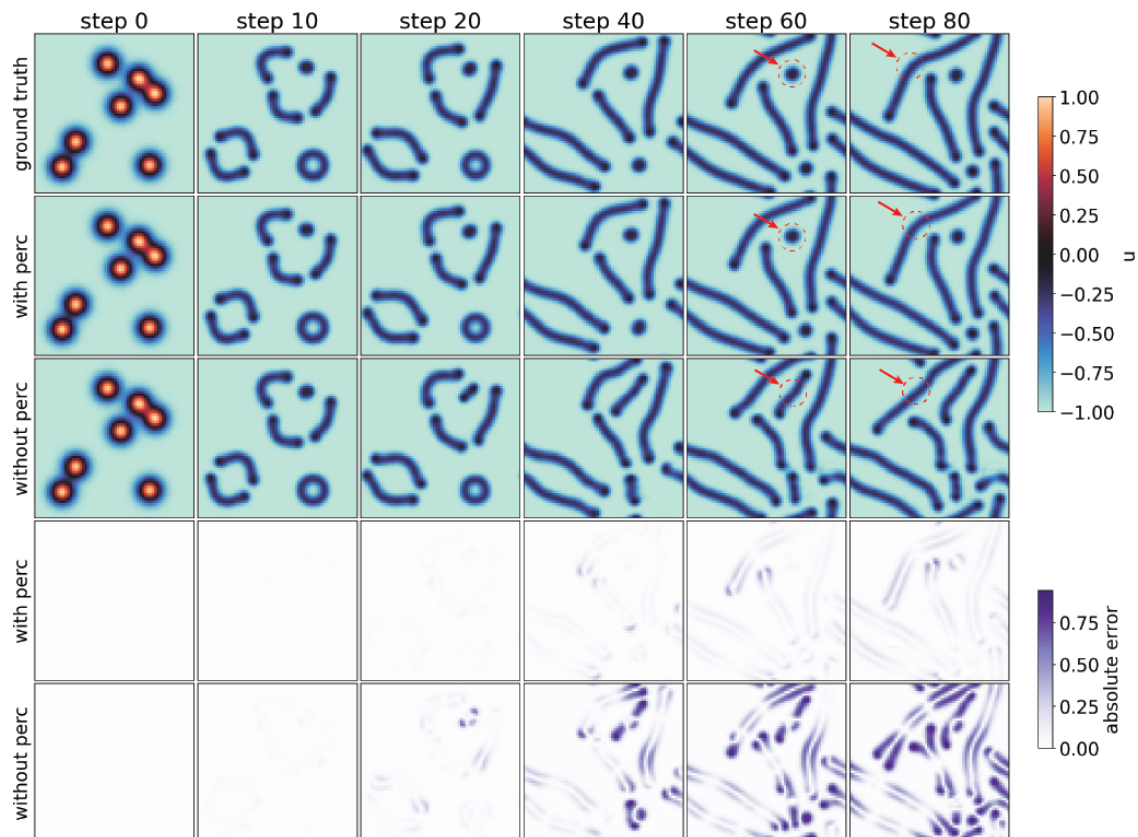 step 0 step 10 step 20 step 40 step 60 step 80
ground truth
with perc
without perc
with perc
without perc
1.00
0.75
0.50
0.25
0.00
−0.25
−0.50
−0.75
−1.00
u
0.75
0.50
0.25
0.00
absolute error